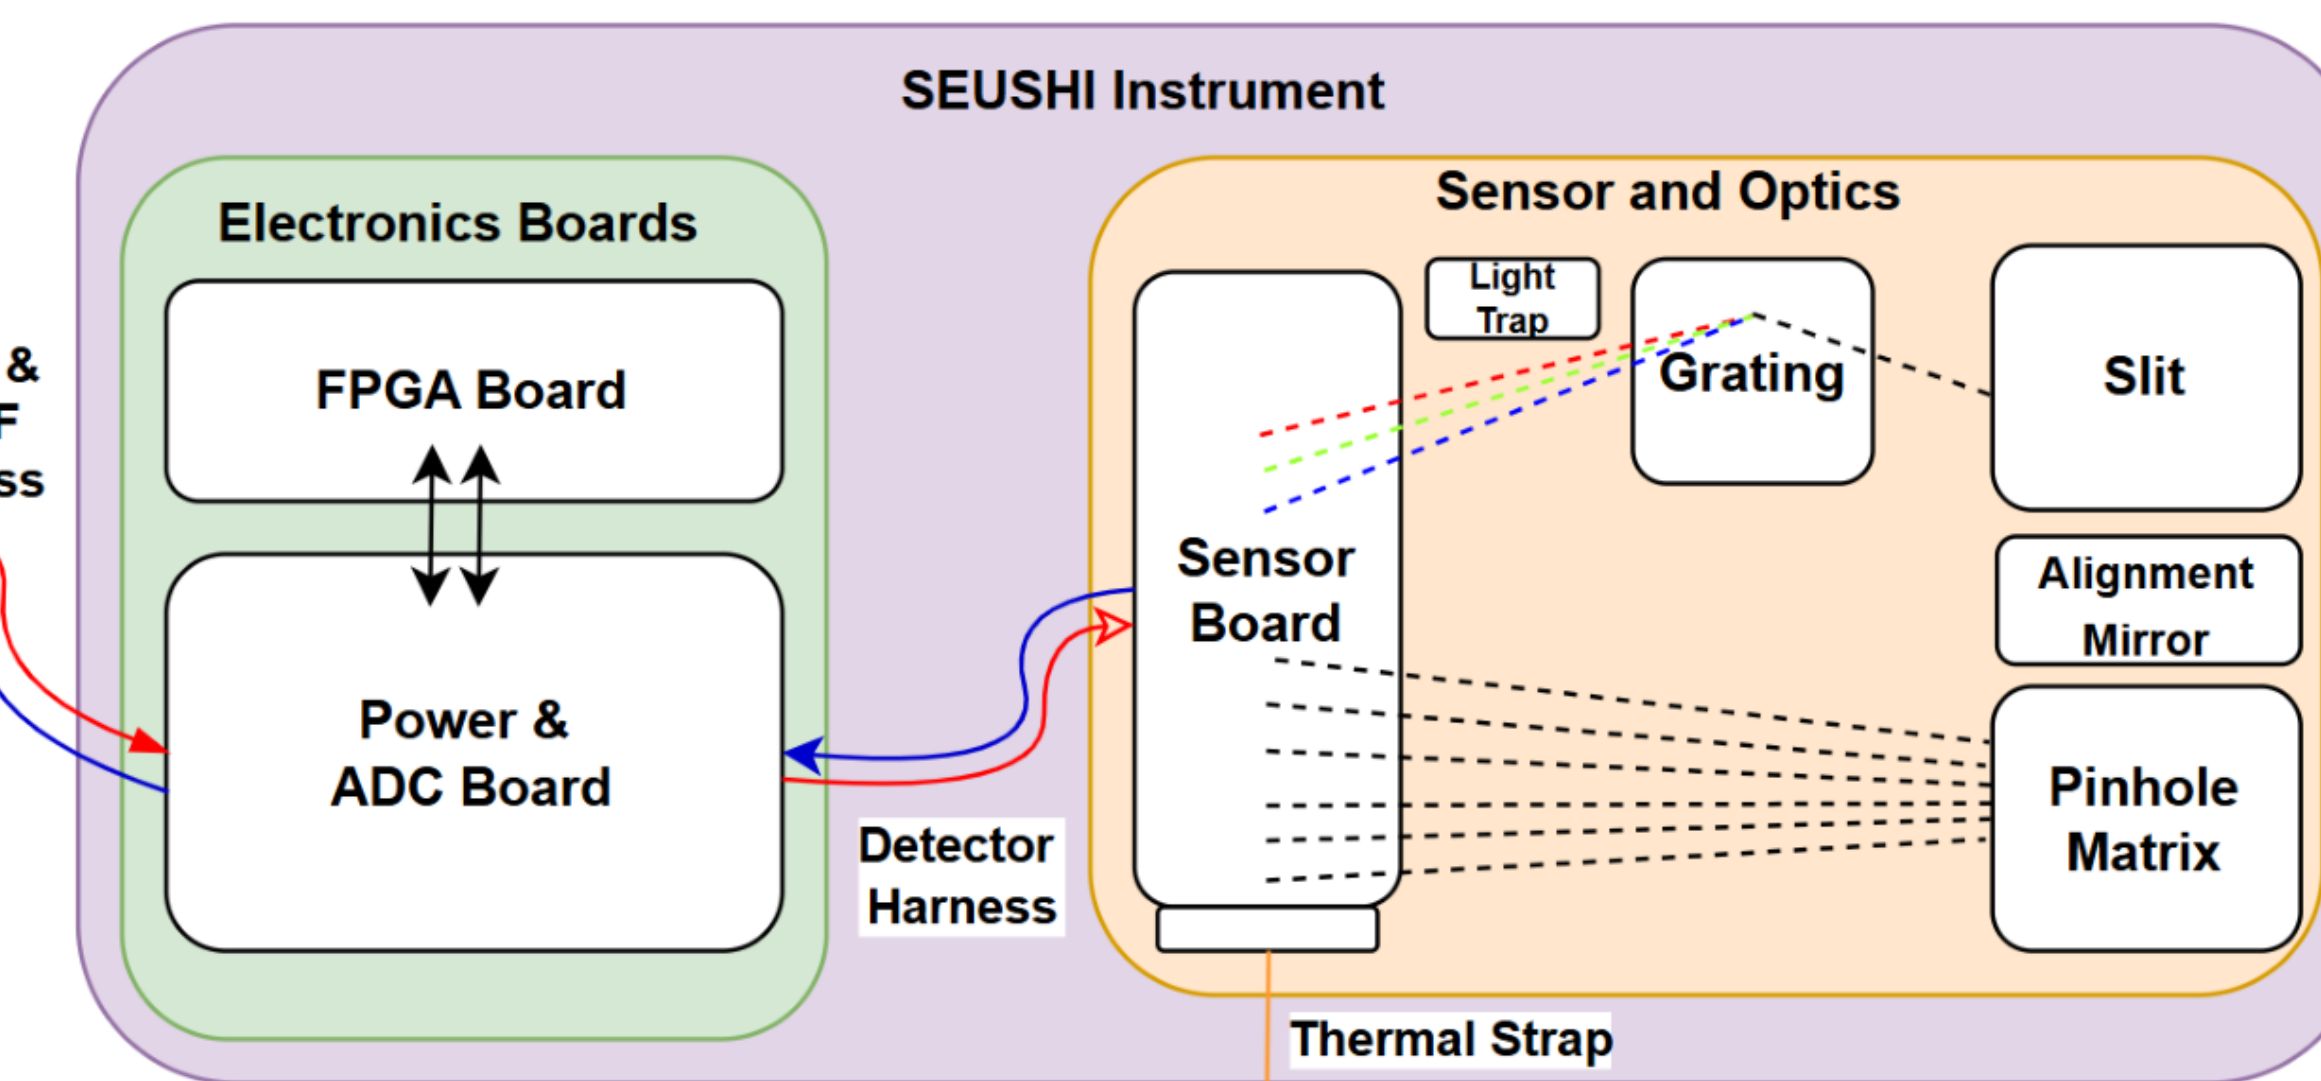 SEUSHI Instrument
Electronics Boards
FPGA Board
Power &
ADC Board
&
F
ss
Detector
Harness
Sensor and Optics
Light
Trap
Grating
Slit
Sensor
Board
Alignment
Mirror
Pinhole
Matrix
Thermal Strap